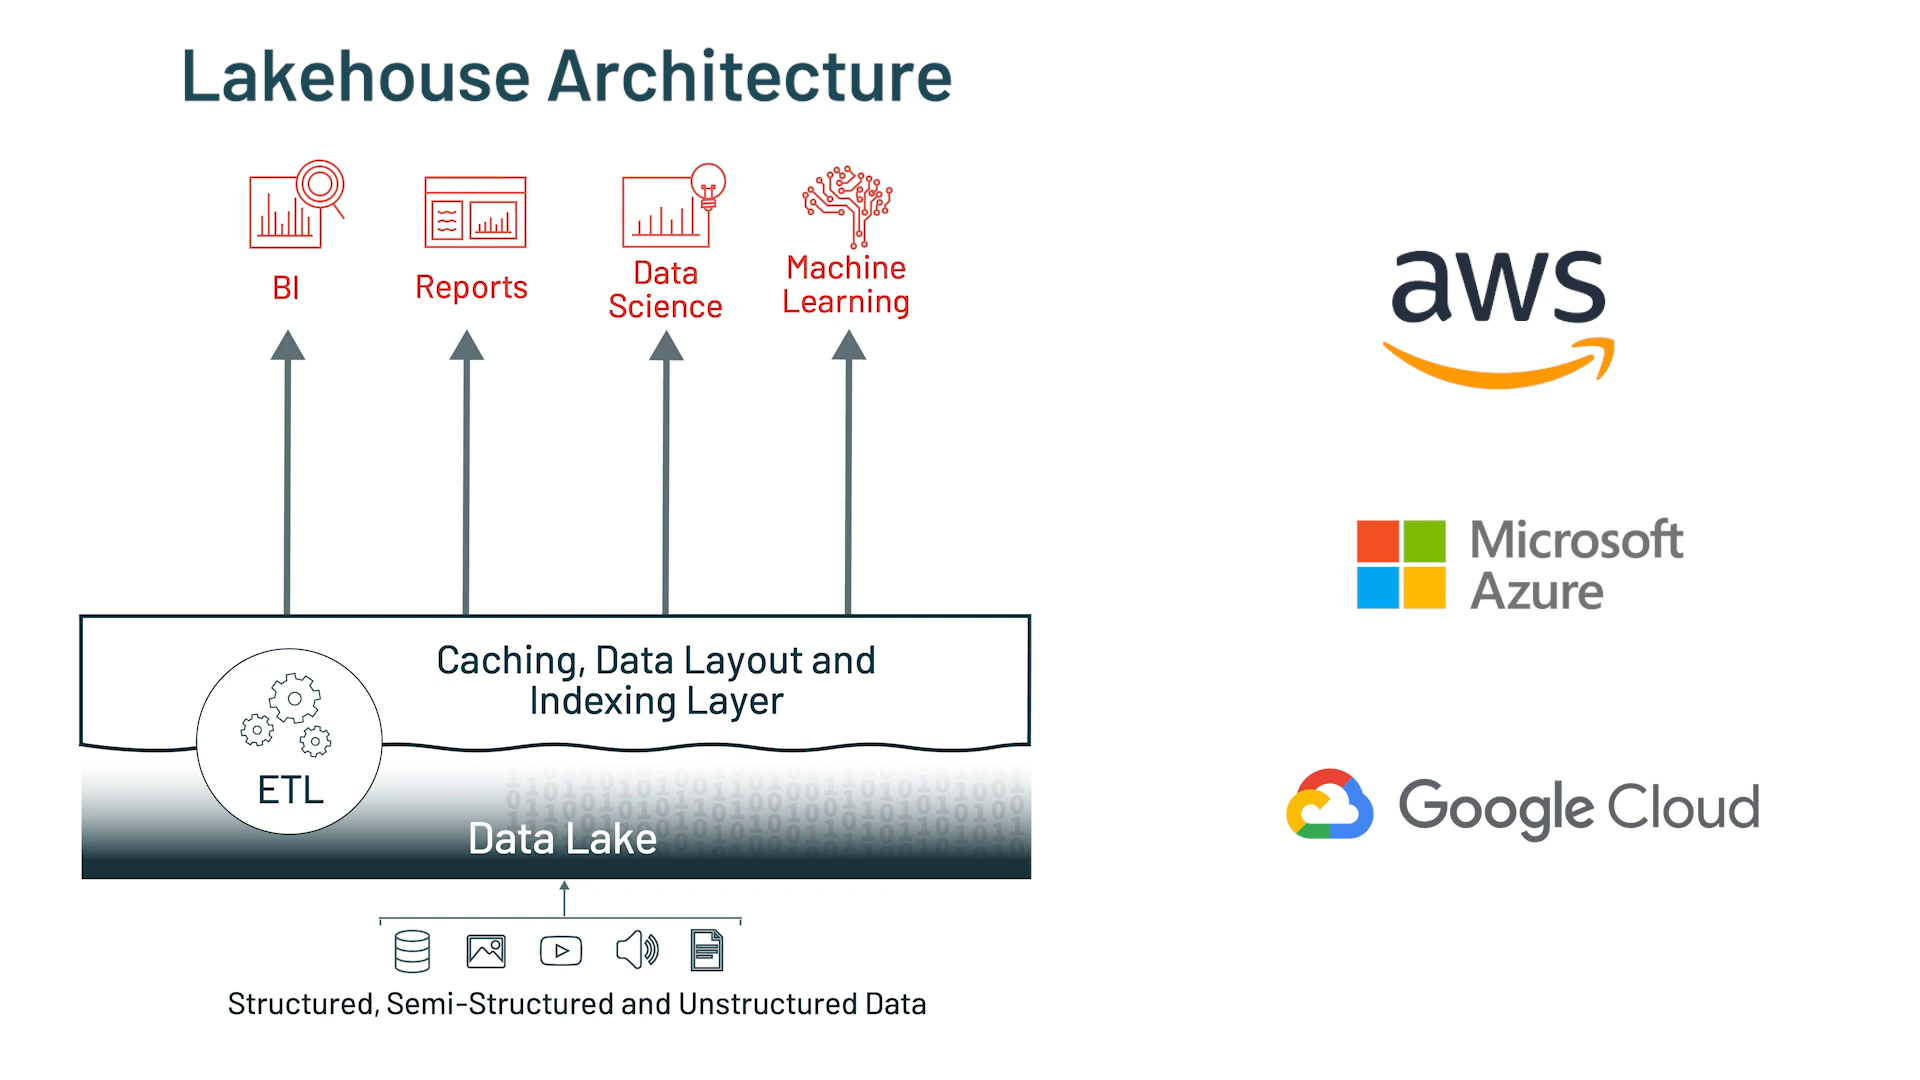 Lakehouse Architecture
BI
Reports
Data
Science
Machine
Learning
Caching, Data Layout and
Indexing Layer
ETL
Data Lake
Structured, Semi-Structured and Unstructured Data
aws
Microsoft
Azure
Google Cloud